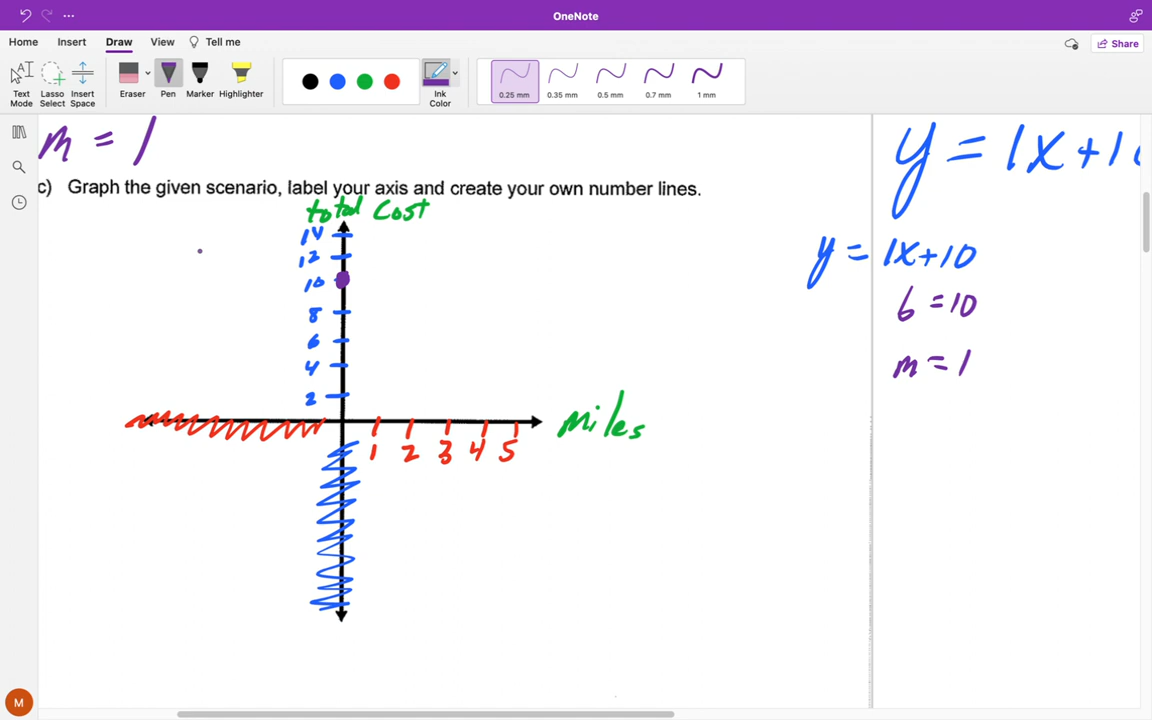 OneNote
Home Insert Draw View Tell me
Share
Text Mode
Lasso Select
Insert Space
Eraser
Pen
Marker
Highlighter
Ink Color
0.25 mm
0.35 mm
0.5 mm
0.7 mm
1 mm
m = 1
c) Graph the given scenario, label your axis and create your own number lines.
total Cost
14
12
10
8
6
4
2
1 2 3 4 5
miles
y = 1x+1
y = 1x+10
b =10
m = 1
M